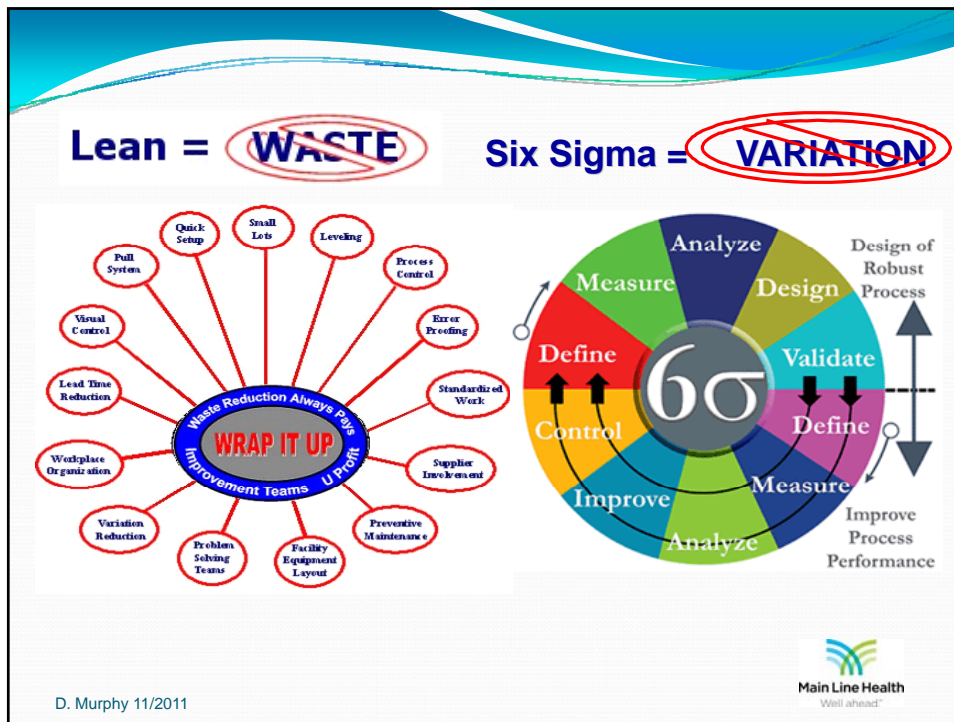 Lean = WASTE
Six Sigma = VARIATION
Small
Lots
Quick
Setup
Leveling
Pull
System
Process
Control
Visual
Control
Error
Proofing
Lead Time
Reduction
Standardized
Work
Waste Reduction Always Pays
WRAP IT UP
Improvement Teams U Profit
Workplace
Organization
Supplier
Involvement
Variation
Reduction
Preventive
Maintenance
Problem
Solving
Teams
Facility
Equipment
Layout
Analyze
Measure
Design
Define
Validate
6σ
Control
Define
Improve
Measure
Analyze
Design of
Robust
Process
Improve
Process
Performance
D. Murphy 11/2011
Main Line Health
Well ahead.™